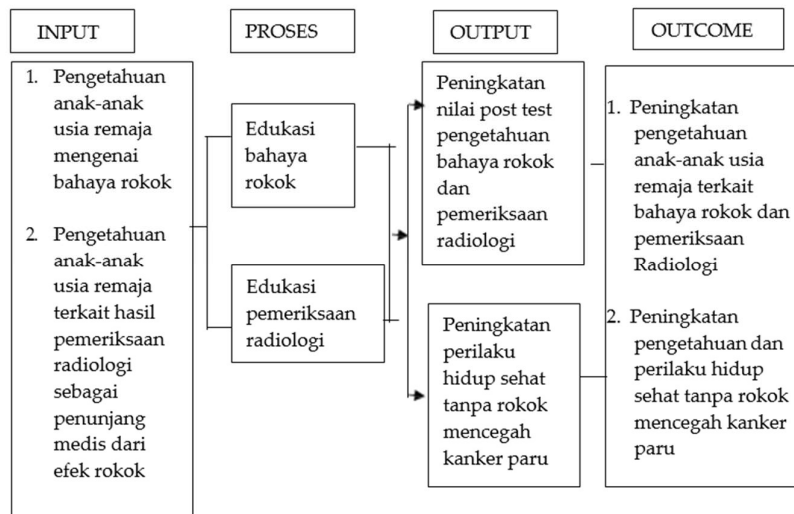 INPUT
PROSES
OUTPUT
OUTCOME
1. Pengetahuan
anak-anak
usia remaja
mengenai
bahaya rokok
2. Pengetahuan
anak-anak
usia remaja
terkait hasil
pemeriksaan
radiologi
sebagai
penunjang
medis dari
efek rokok
Edukasi
bahaya
rokok
Edukasi
pemeriksaan
radiologi
Peningkatan
nilai post test
pengetahuan
bahaya rokok
dan
pemeriksaan
radiologi
Peningkatan
perilaku
hidup sehat
tanpa rokok
mencegah
kanker paru
1. Peningkatan
pengetahuan
anak-anak usia
remaja terkait
bahaya rokok dan
pemeriksaan
Radiologi
2. Peningkatan
pengetahuan dan
perilaku hidup
sehat tanpa rokok
mencegah kanker
paru